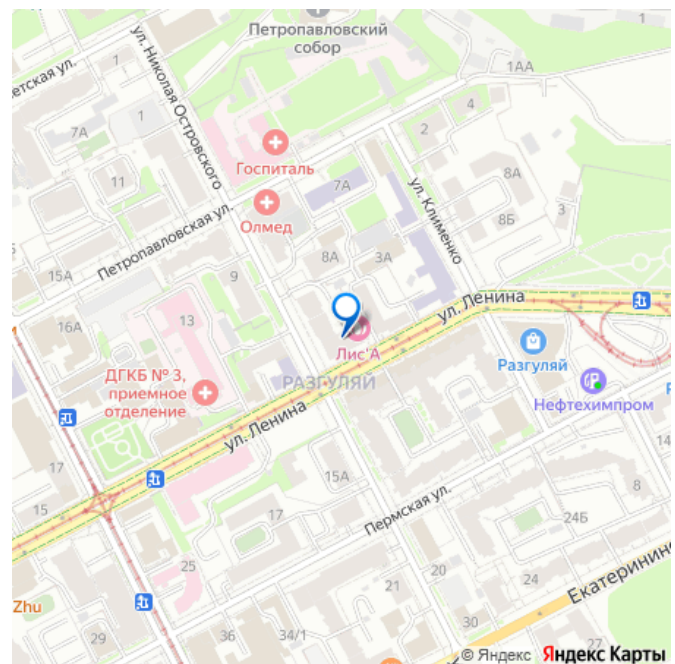 Петропавловский
собор
1
1АА
ул. Николая Островского
етская ул.
1
1
7А
4
2
Госпиталь
8А
11
7А
Олмед
ул. Клименко
8Б
3
Петропавловская ул.
15А
9
8А
3А
ул. Ленина
16А
13
Лис'А
Разгуляй
ДГКБ № 3,
приемное
отделение
РАЗГУЛЯЙ
Нефтехимпром
ул. Ленина
17
15А
14
15
17
Пермская ул.
8
24Б
25
21
20
24
Екатеринин
Zhu
29
36
34/1
30
27
© Яндекс Яндекс Карты